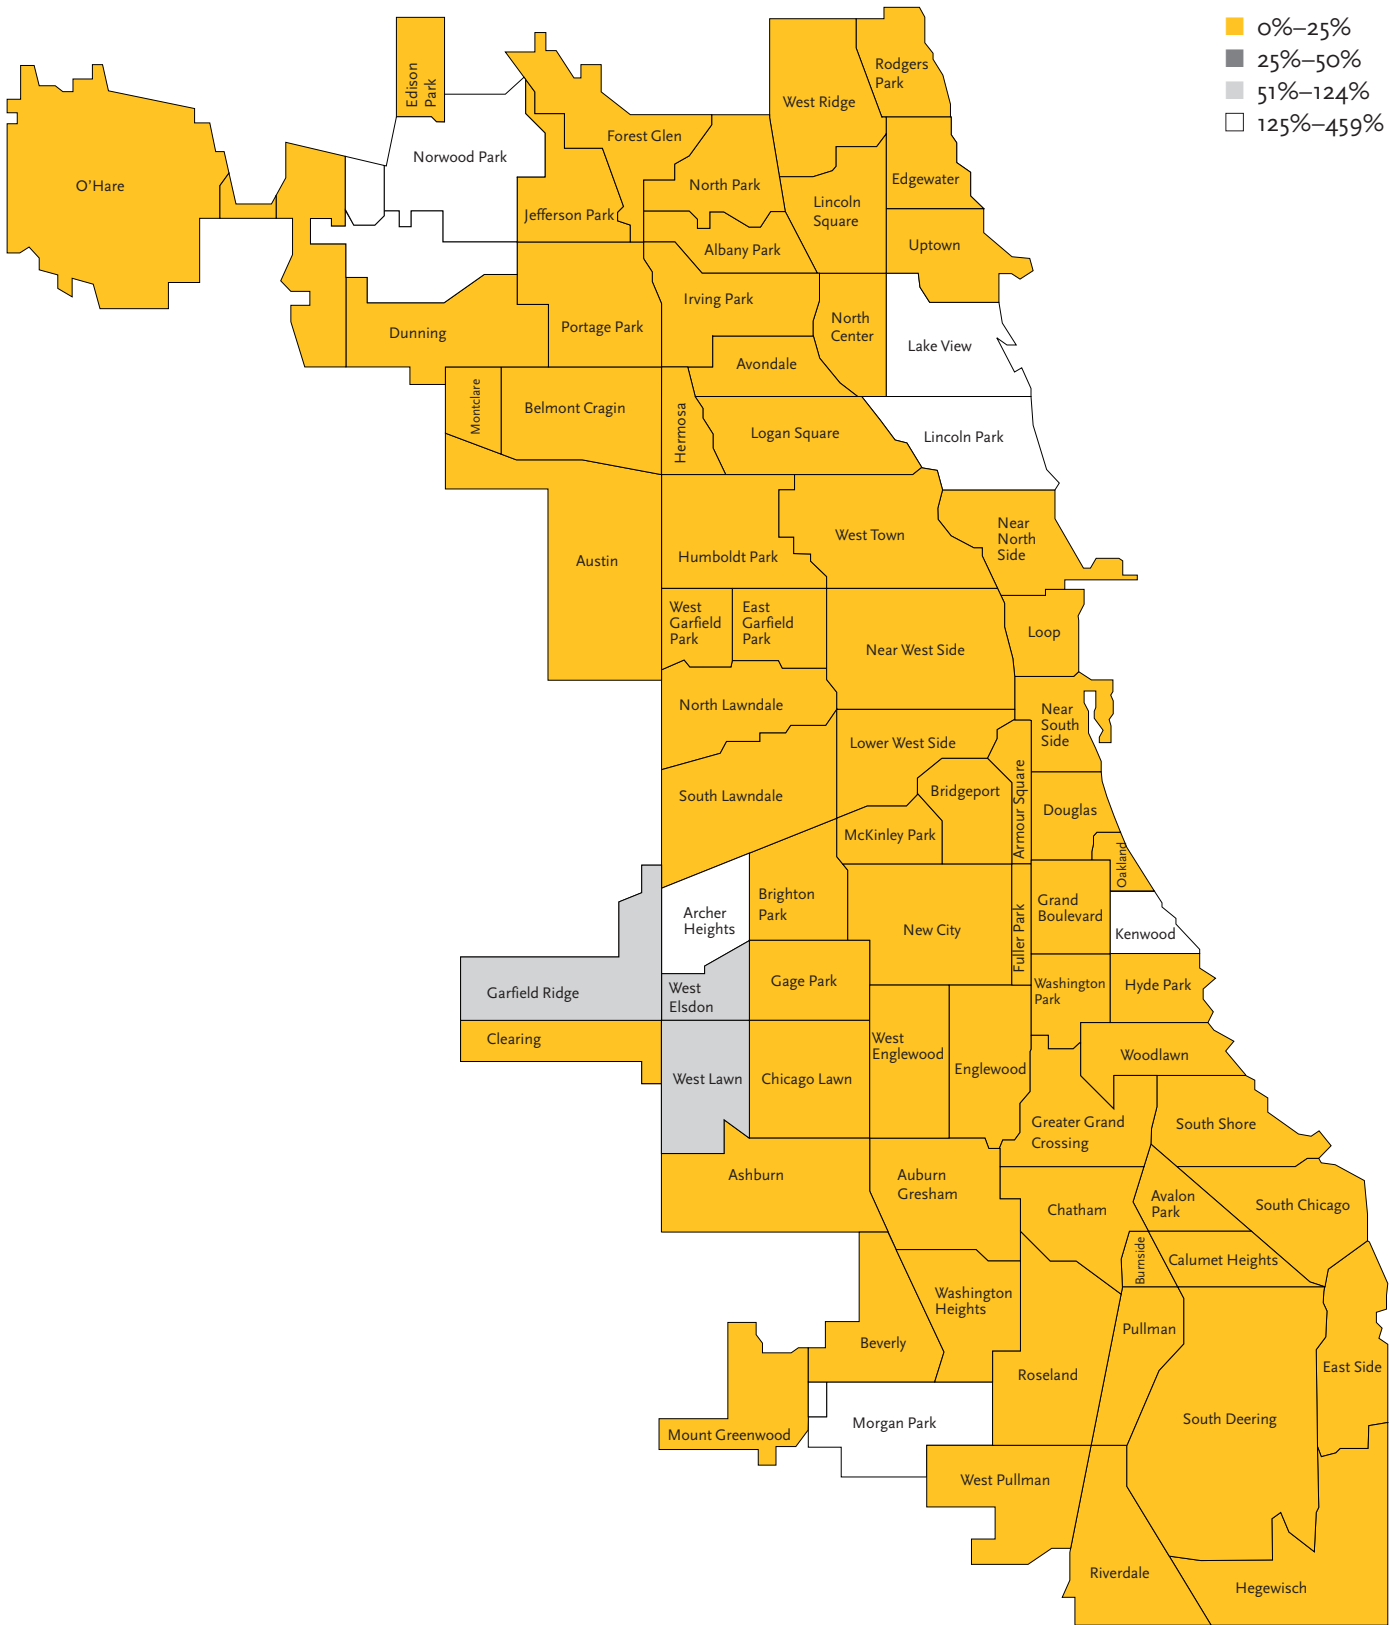 0%–25%
25%–50%
51%–124%
125%–459%
Edison
Park
Rodgers
Park
West Ridge
Forest Glen
Norwood Park
O'Hare
North Park
Edgewater
Jefferson Park
Lincoln
Square
Albany Park
Uptown
Irving Park
Dunning
Portage Park
North
Center
Lake View
Avondale
Montclare
Belmont Cragin
Hermosa
Logan Square
Lincoln Park
Austin
Humboldt Park
West Town
Near
North
Side
West
Garfield
Park
East
Garfield
Park
Near West Side
Loop
North Lawndale
Lower West Side
Near
South
Side
South Lawndale
Bridgeport
Armour Square
Douglas
McKinley Park
Oakland
Archer
Heights
Brighton
Park
New City
Fuller Park
Grand
Boulevard
Kenwood
Garfield Ridge
West
Elsdon
Gage Park
Washington
Park
Hyde Park
Clearing
West Lawn
Chicago Lawn
West
Englewood
Englewood
Woodlawn
Greater Grand
Crossing
South Shore
Ashburn
Auburn
Gresham
Chatham
Avalon
Park
South Chicago
Burnside
Calumet Heights
Washington
Heights
Beverly
Pullman
Roseland
East Side
Mount Greenwood
Morgan Park
South Deering
West Pullman
Riverdale
Hegewisch